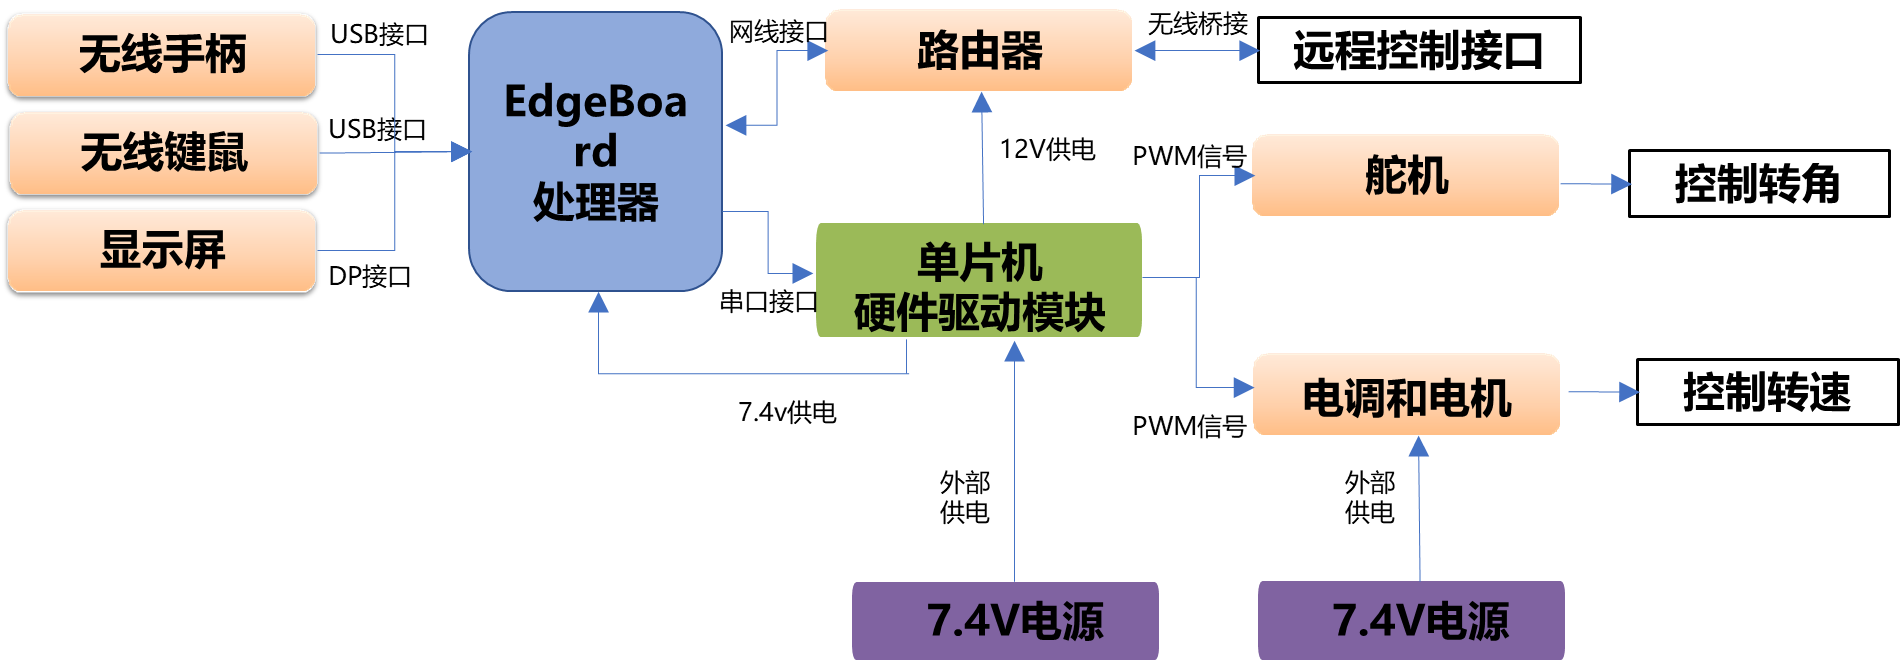 无线手柄
USB接口
无线键鼠
USB接口
显示屏
DP接口
EdgeBoa
rd
处理器
网线接口
路由器
无线桥接
远程控制接口
12V供电
串口接口
单片机
硬件驱动模块
7.4v供电
PWM信号
舵机
控制转角
PWM信号
电调和电机
控制转速
外部
供电
外部
供电
7.4V电源
7.4V电源